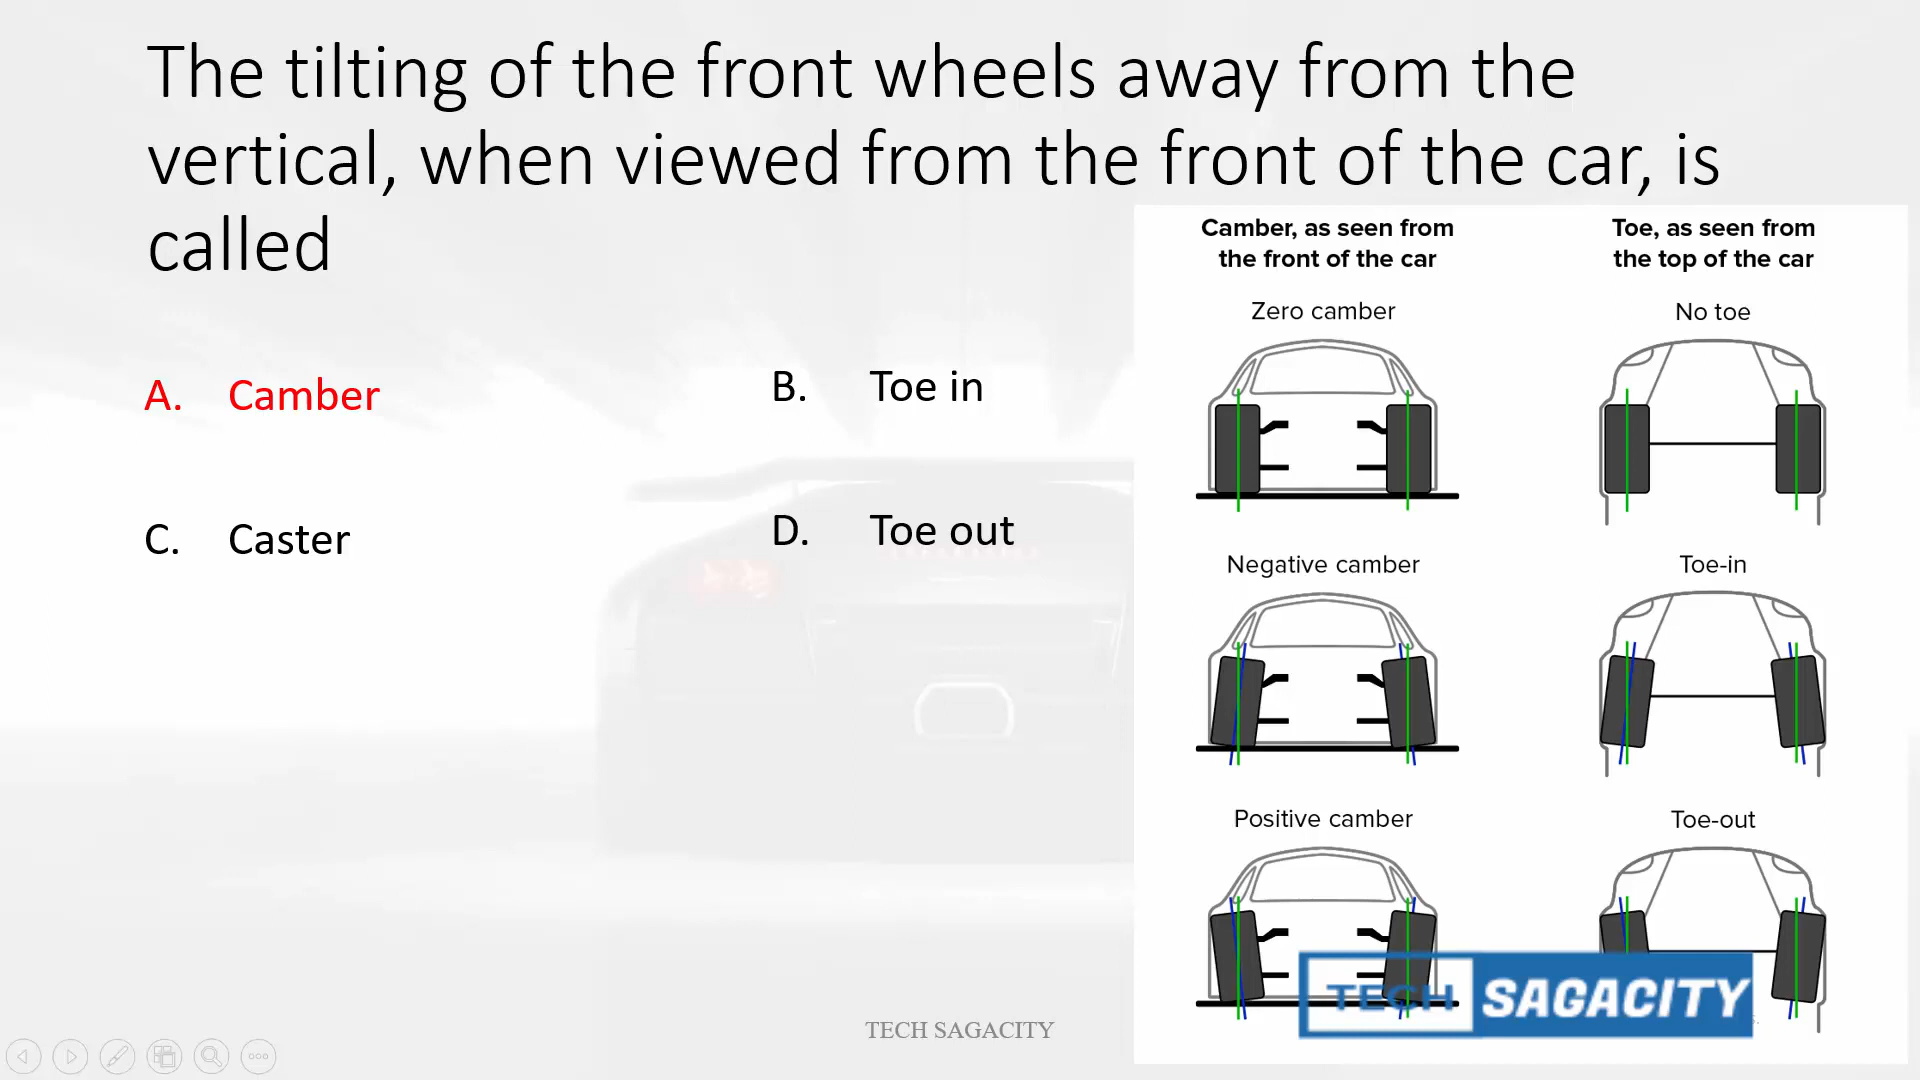 The tilting of the front wheels away from the
vertical, when viewed from the front of the car, is
called
A. Camber
B. Toe in
C. Caster
D. Toe out
Camber, as seen from
the front of the car
Toe, as seen from
the top of the car
Zero camber
No toe
Negative camber
Toe-in
Positive camber
Toe-out
TECH SAGACITY
TECH SAGACITY